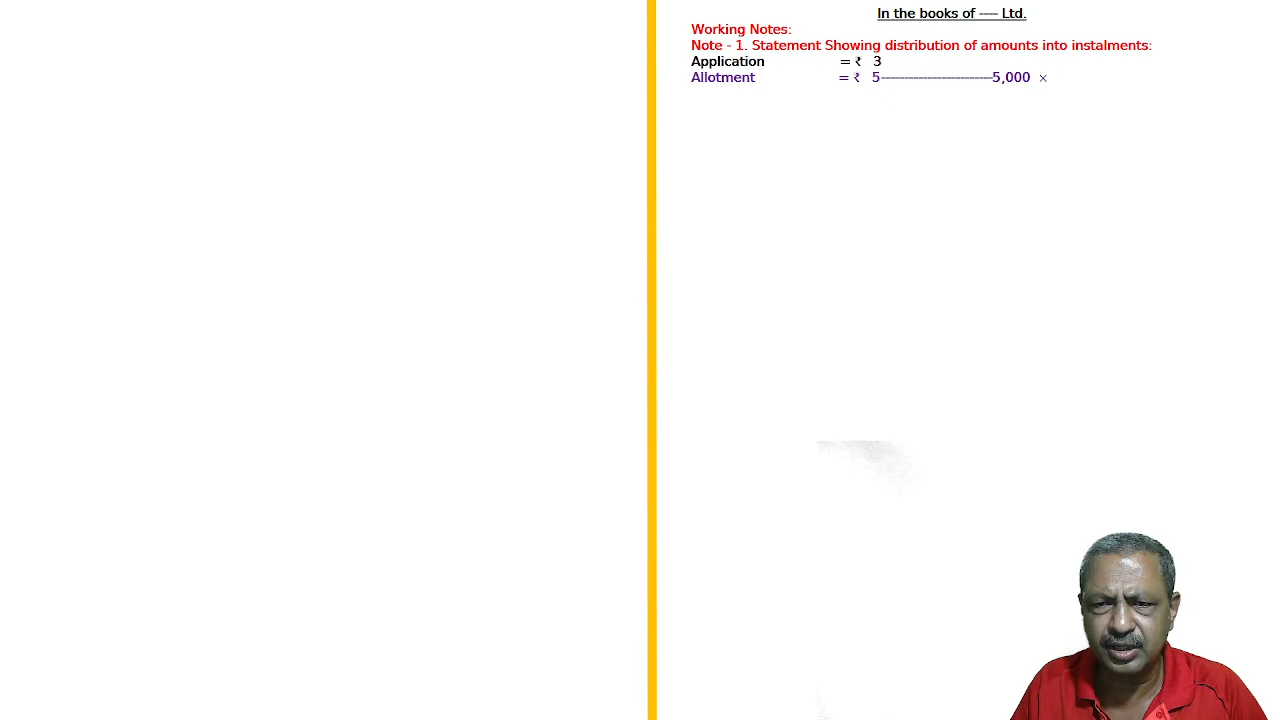 In the books of ---- Ltd.
Working Notes:
Note - 1. Statement Showing distribution of amounts into instalments:
Application = ₹ 3
Allotment = ₹ 5-------------------------5,000 ×